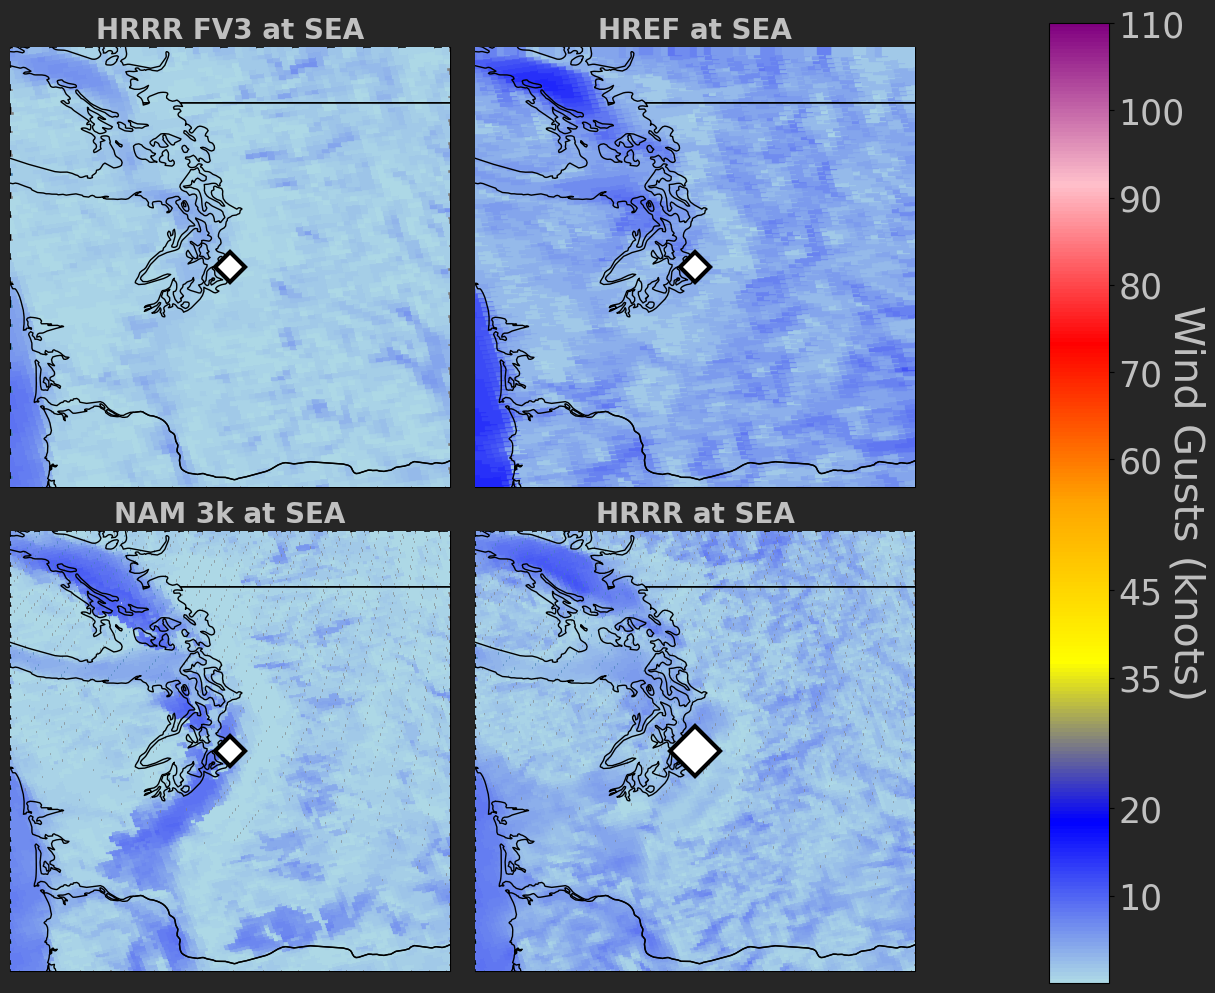 HRRR FV3 at SEA
HREF at SEA
NAM 3k at SEA
HRRR at SEA
110
100
90
80
70
60
45
35
20
10
Wind Gusts (knots)